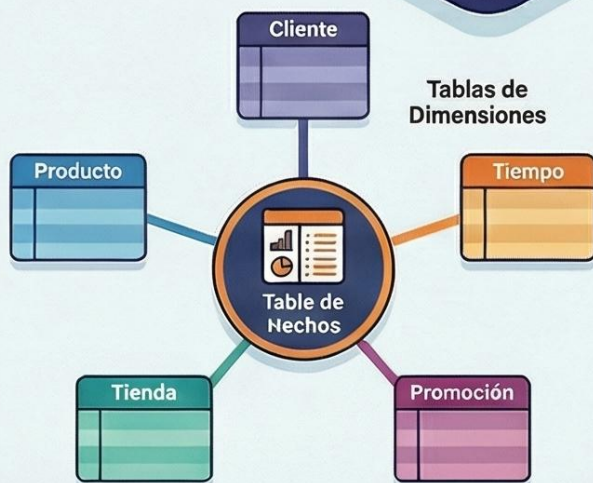 Cliente
Tablas de
Dimensiones
Producto
Tiempo
Table de
Nechos
Tienda
Promoción